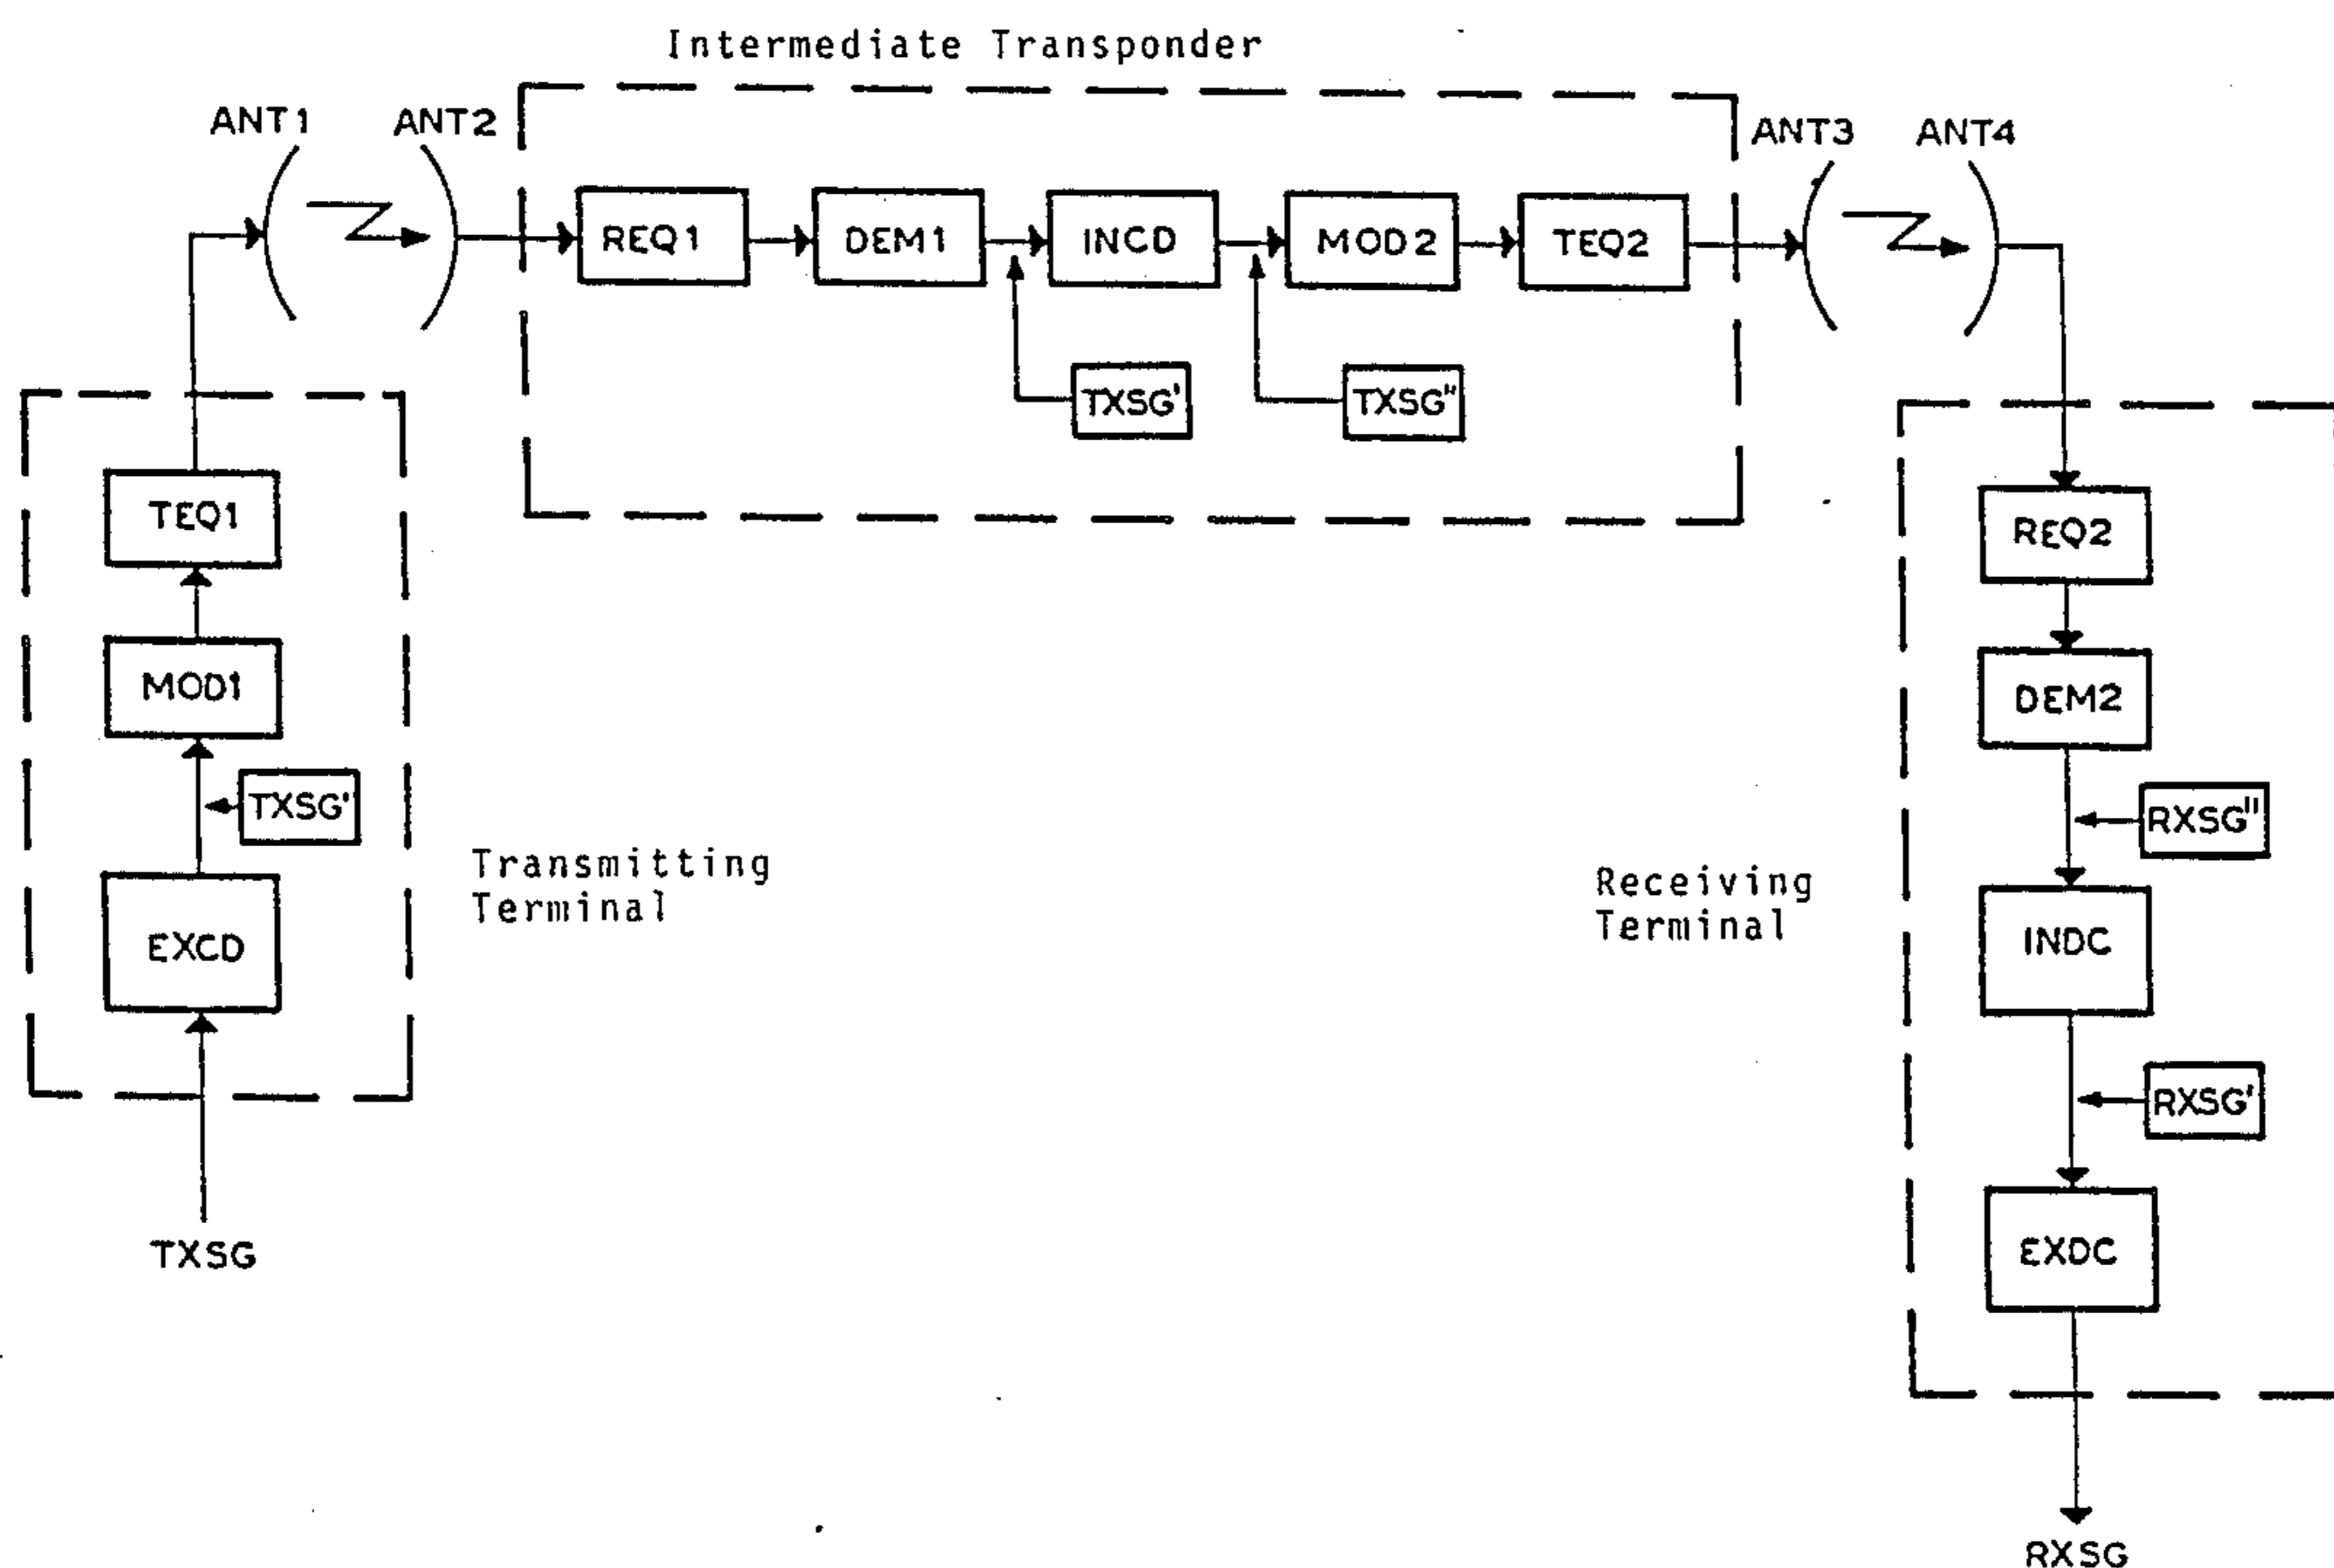 Intermediate Transponder
ANT1
ANT2
ANT3
ANT4
REQ1
DEM1
INCD
MOD2
TEQ2
TXSG'
TXSG"
TEQ1
MOD1
TXSG'
EXCD
Transmitting
Terminal
TXSG
Receiving
Terminal
REQ2
DEM2
RXSG"
INDC
RXSG'
EXDC
RXSG